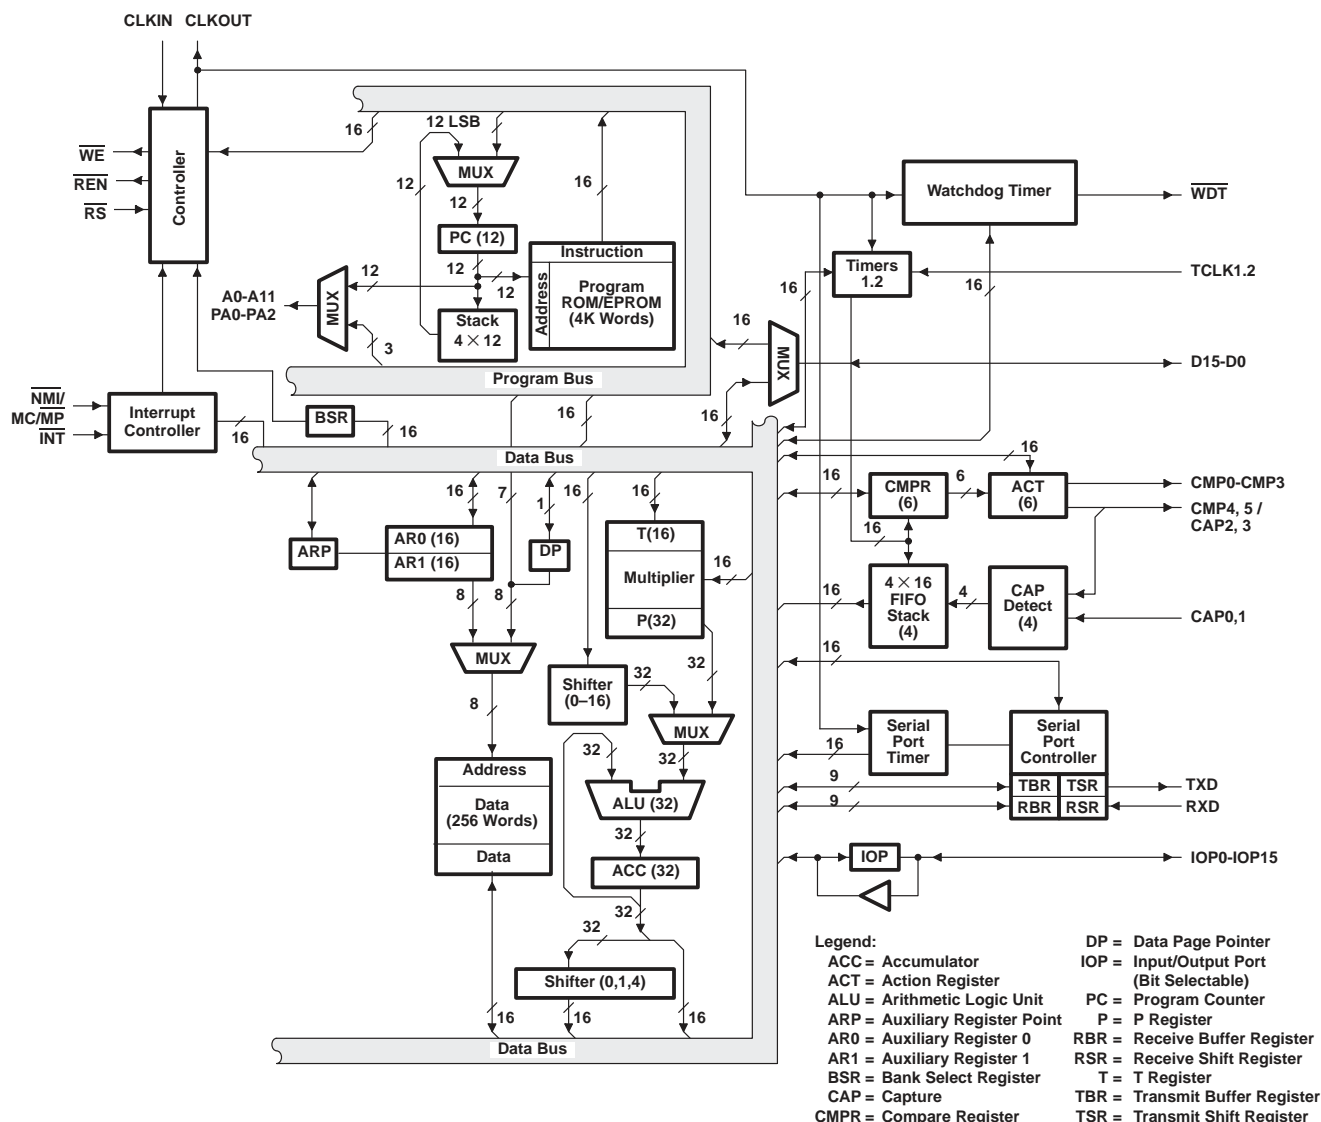 CLKIN CLKOUT
16
12 LSB
WE
REN
RS
Controller
MUX
12
16
12
PC (12)
12
12
12
Instruction
Address
Program
ROM/EPROM
(4K Words)
Stack
4 × 12
A0-A11
PA0-PA2
MUX
3
Program Bus
Watchdog Timer
WDT
Timers
1.2
TCLK1.2
16
16
16
MUX
D15-D0
NMI/
MC/MP
INT
Interrupt
Controller
16
BSR
16
16
16
Data Bus
16
7
1
16
16
ARP
AR0 (16)
AR1 (16)
DP
8
8
MUX
8
T(16)
Multiplier
P(32)
16
Shifter
(0–16)
32
32
MUX
32
32
ALU (32)
32
ACC (32)
32
32
Shifter (0,1,4)
Address
Data
(256 Words)
Data
16
16
16
Data Bus
16
16
CMPR
(6)
6
ACT
(6)
CMP0-CMP3
CMP4, 5 /
CAP2, 3
16
16
4 × 16
FIFO
Stack
(4)
4
CAP
Detect
(4)
CAP0,1
16
16
Serial
Port
Timer
Serial
Port
Controller
9
TBR
TSR
TXD
9
RBR
RSR
RXD
IOP
IOP0-IOP15
Legend:
ACC = Accumulator
ACT = Action Register
ALU = Arithmetic Logic Unit
ARP = Auxiliary Register Point
AR0 = Auxiliary Register 0
AR1 = Auxiliary Register 1
BSR = Bank Select Register
CAP = Capture
CMPR = Compare Register
DP = Data Page Pointer
IOP = Input/Output Port
(Bit Selectable)
PC = Program Counter
P = P Register
RBR = Receive Buffer Register
RSR = Receive Shift Register
T = T Register
TBR = Transmit Buffer Register
TSR = Transmit Shift Register